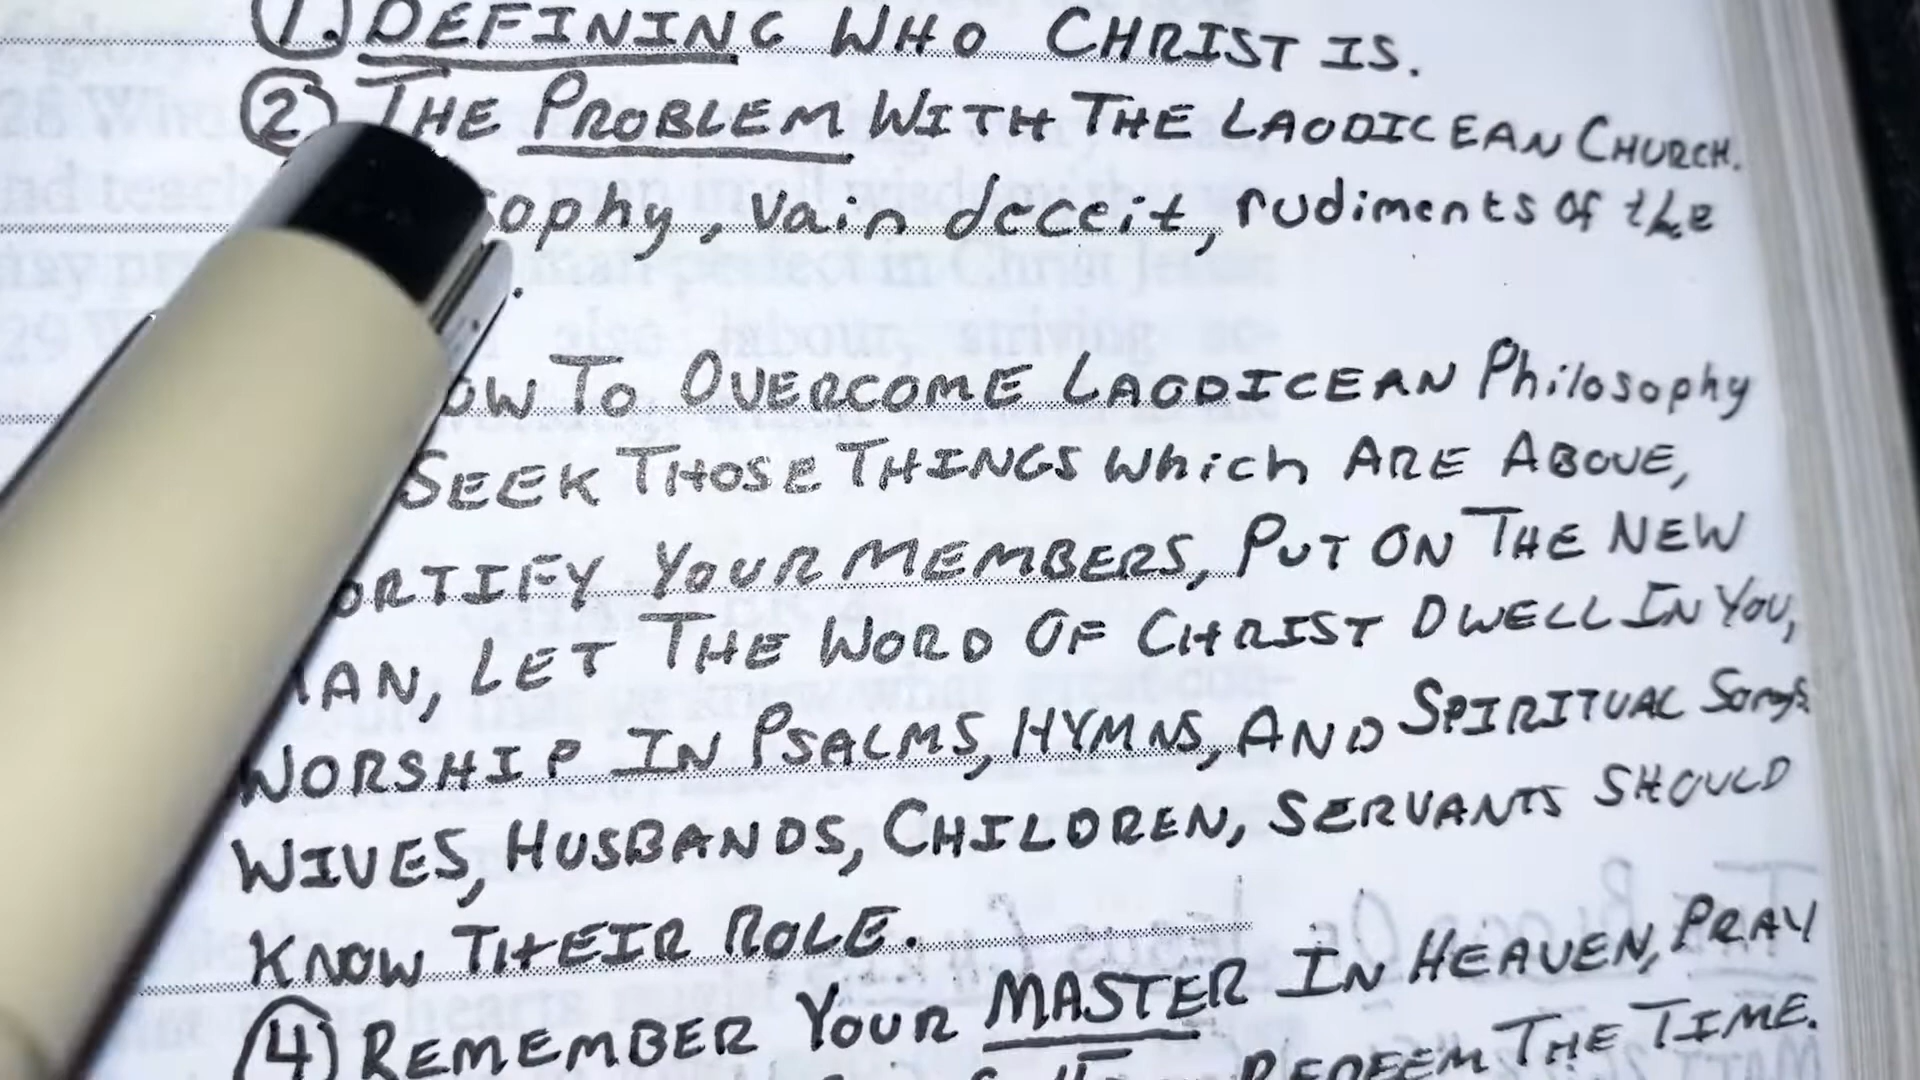 1. DEFINING WHO CHRIST IS.
2 THE PROBLEM WITH THE LAODICEAN CHURCH.
sophy, vain deceit, rudiments of the
.
OW TO OVERCOME LAODICEAN Philosophy
SEEK THOSE THINGS which ARE ABOVE,
ORTIFY YOUR MEMBERS, PUT ON THE NEW
AN, LET THE WORD OF CHRIST DWELL IN YOU,
WORSHIP IN PSALMS, HYMNS, AND SPIRITUAL Songs
WIVES, HUSBANDS, CHILDREN, SERVANTS SHOULD
KNOW THEIR ROLE.
4 REMEMBER YOUR MASTER IN HEAVEN, PRAY
REDEEM THE TIME.